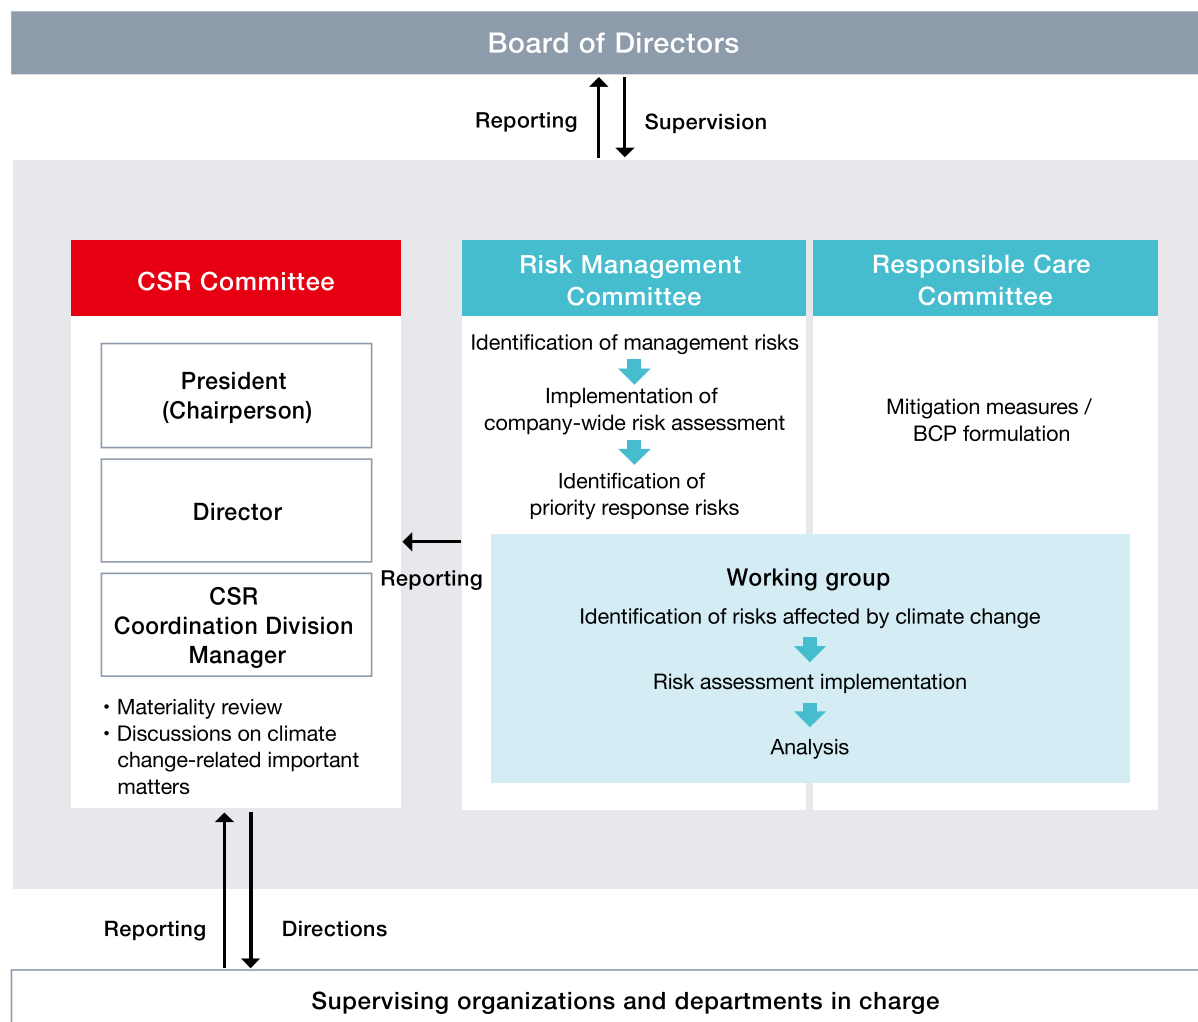 Board of Directors
Reporting
Supervision
CSR Committee
President
(Chairperson)
Director
CSR
Coordination Division
Manager
・Materiality review
・Discussions on climate
change-related important
matters
Reporting
Risk Management
Committee
Identification of management risks
Implementation of
company-wide risk assessment
Identification of
priority response risks
Responsible Care
Committee
Mitigation measures /
BCP formulation
Working group
Identification of risks affected by climate change
Risk assessment implementation
Analysis
Reporting
Directions
Supervising organizations and departments in charge